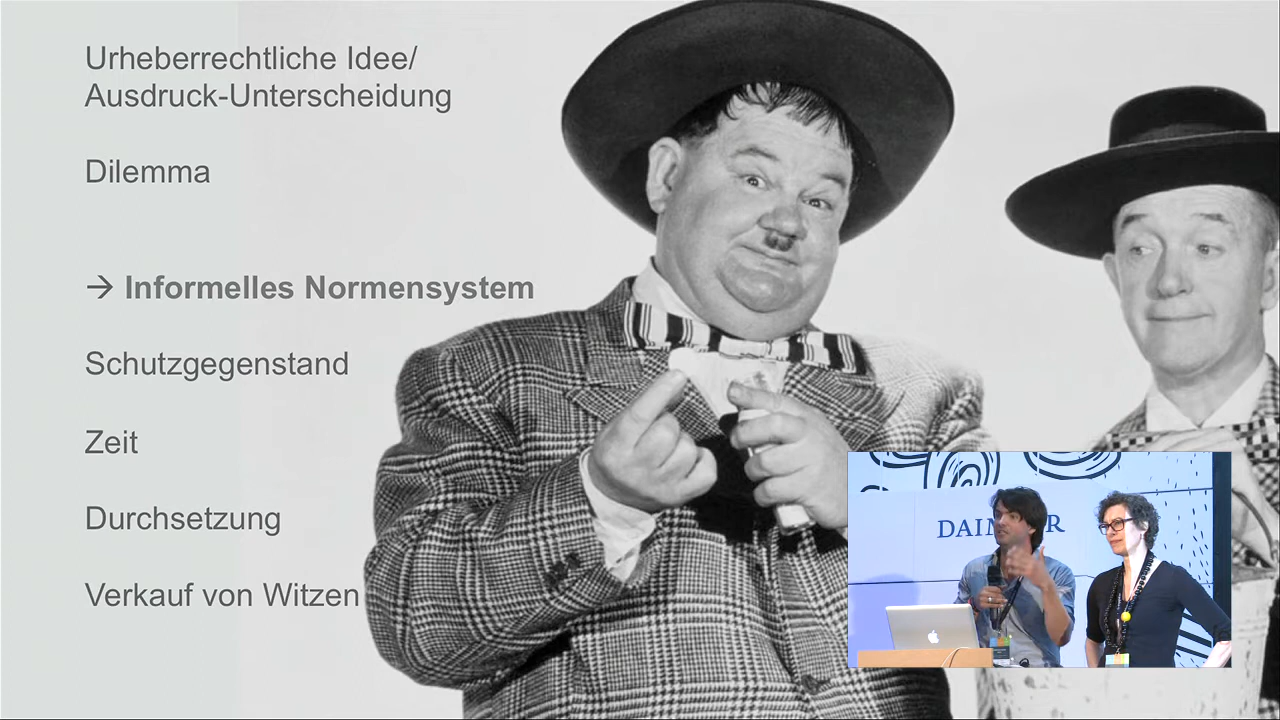 Urheberrechtliche Idee/
Ausdruck-Unterscheidung
Dilemma
→ Informelles Normensystem
Schutzgegenstand
Zeit
Durchsetzung
Verkauf von Witzen